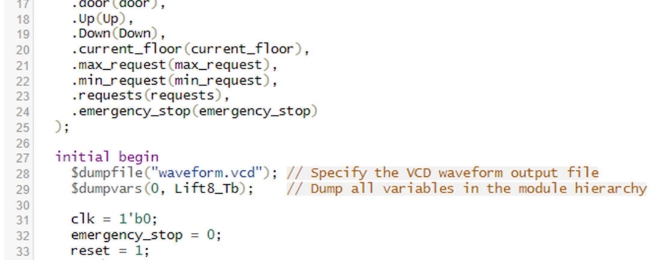 17 .door(door),
18 .Up(Up),
19 .Down(Down),
20 .current_floor(current_floor),
21 .max_request(max_request),
22 .min_request(min_request),
23 .requests(requests),
24 .emergency_stop(emergency_stop)
25 );
26
27 initial begin
28 $dumpfile("waveform.vcd"); // Specify the VCD waveform output file
29 $dumpvars(0, Lift8_Tb); // Dump all variables in the module hierarchy
30
31 clk = 1'b0;
32 emergency_stop = 0;
33 reset = 1;